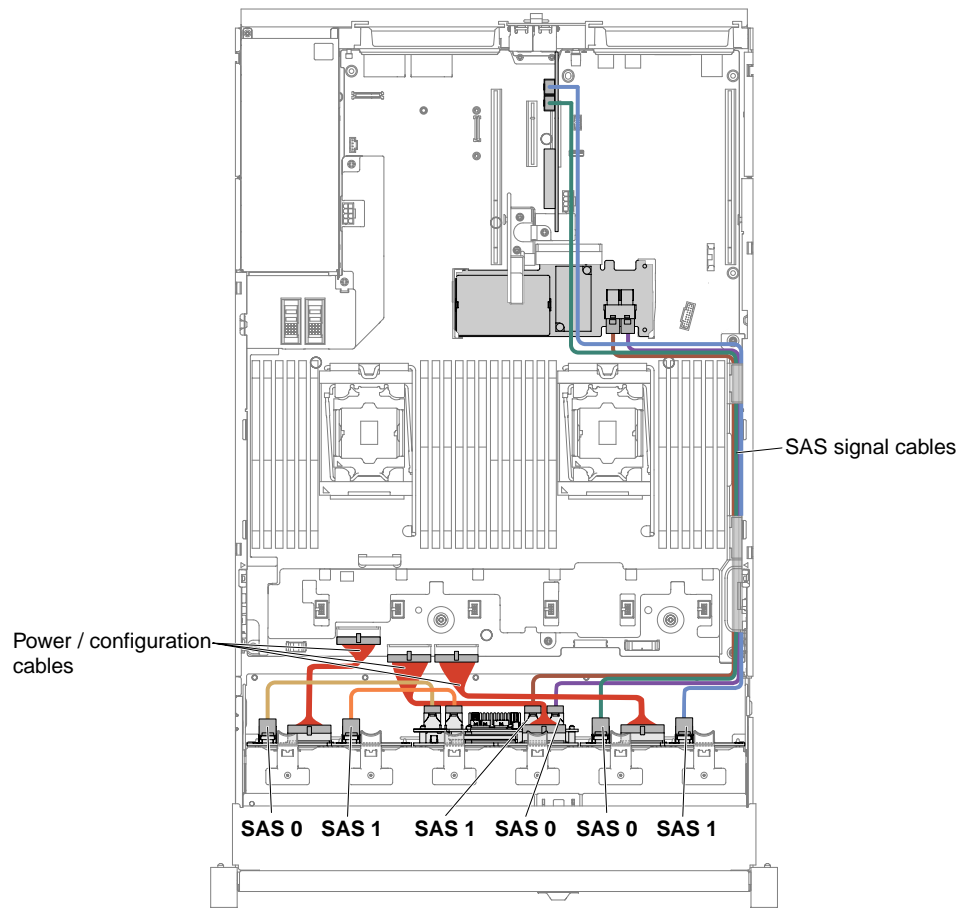 SAS signal cables
Power / configuration
cables
SAS 0 SAS 1 SAS 1 SAS 0 SAS 0 SAS 1